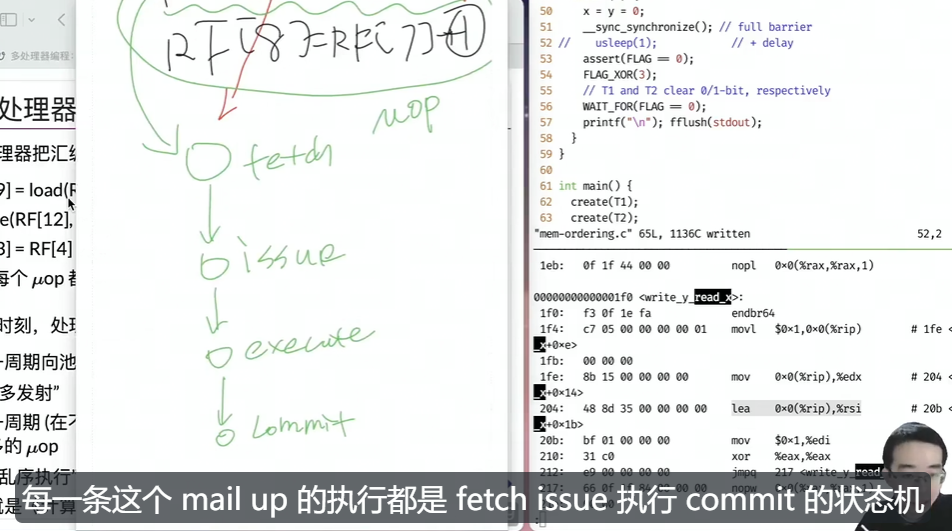 多处理器编程：
处理器
理器把汇编
9] = load(R
e(RF[12],
3] = RF[4]
每个 μop 者
时刻，处玛
一周期向池
多发射”
一周期 (在不
多的 μop
乱序执行"
RF[8]=RF[7]+1
μop
fetch
issue
execute
commit
50     x = y = 0;
51     __sync_synchronize(); // full barrier
52 //   usleep(1);          // + delay
53     assert(FLAG == 0);
54     FLAG_XOR(3);
55     // T1 and T2 clear 0/1-bit, respectively
56     WAIT_FOR(FLAG == 0);
57     printf("\n"); fflush(stdout);
58   }
59 }
60
61 int main() {
62   create(T1);
63   create(T2);
"mem-ordering.c" 65L, 1136C written 52,2
1eb: 0f 1f 44 00 00 nopl 0x0(%rax,%rax,1)
00000000000001f0 <write_y_read_x>:
1f0: f3 0f 1e fa endbr64
1f4: c7 05 00 00 00 00 01 movl $0x1,0x0(%rip) # 1fe <
_x+0xe>
1fb: 00 00 00
1fe: 8b 15 00 00 00 00 mov 0x0(%rip),%edx # 204 <
_x+0x14>
204: 48 8d 35 00 00 00 00 lea 0x0(%rip),%rsi # 20b <
_x+0x1b>
20b: bf 01 00 00 00 mov $0x1,%edi
210: 31 c0 xor %eax,%eax
212: e9 00 00 00 00 jmpq 217 <write_y_read
217: 66 0f 1f 84 00 00 nopw
每一条这个 mail up 的执行都是 fetch issue 执行 commit 的状态机